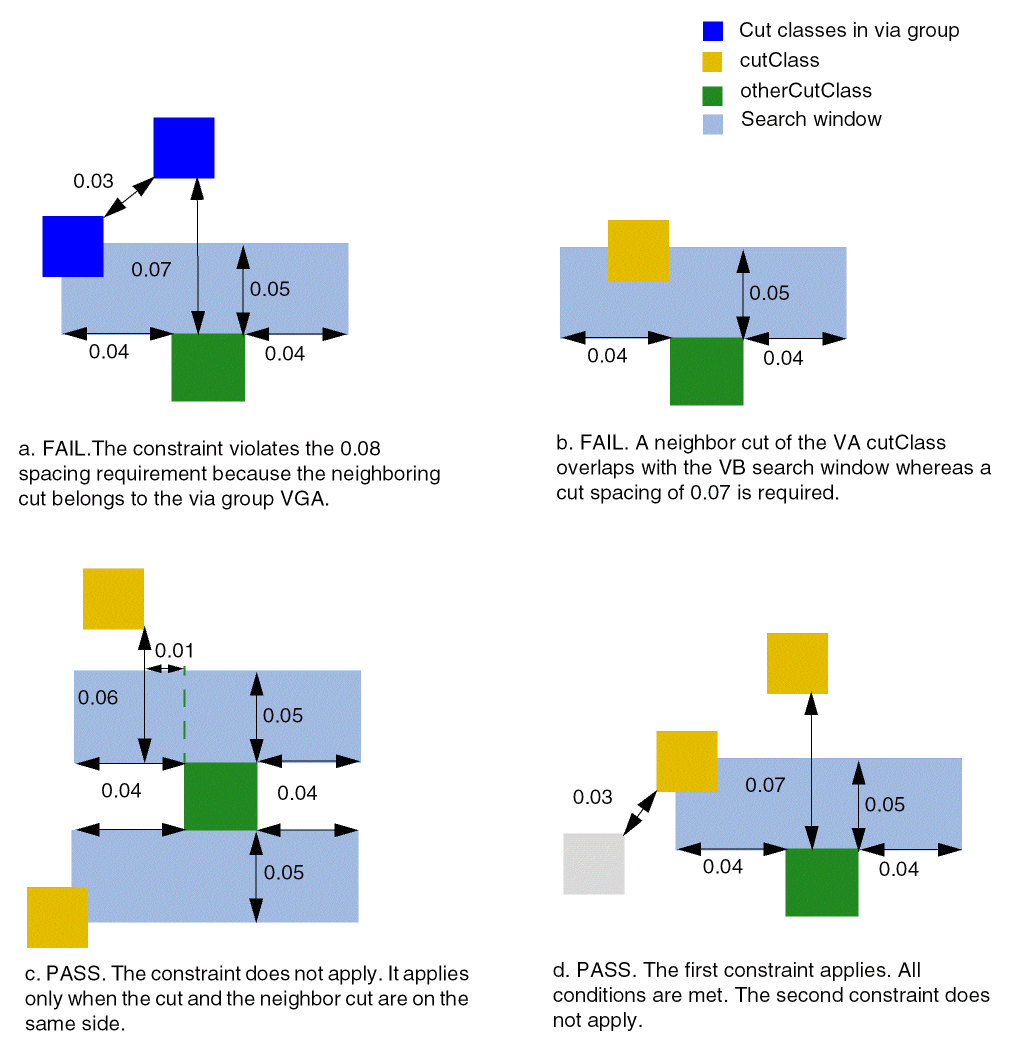 Cut classes in via group
cutClass
otherCutClass
Search window
0.03
0.07
0.05
0.04
0.04
a. FAIL.The constraint violates the 0.08
spacing requirement because the neighboring
cut belongs to the via group VGA.
0.05
0.04
0.04
b. FAIL. A neighbor cut of the VA cutClass
overlaps with the VB search window whereas a
cut spacing of 0.07 is required.
0.01
0.06
0.05
0.04
0.04
0.05
c. PASS. The constraint does not apply. It applies
only when the cut and the neighbor cut are on the
same side.
0.03
0.07
0.05
0.04
0.04
d. PASS. The first constraint applies. All
conditions are met. The second constraint does
not apply.